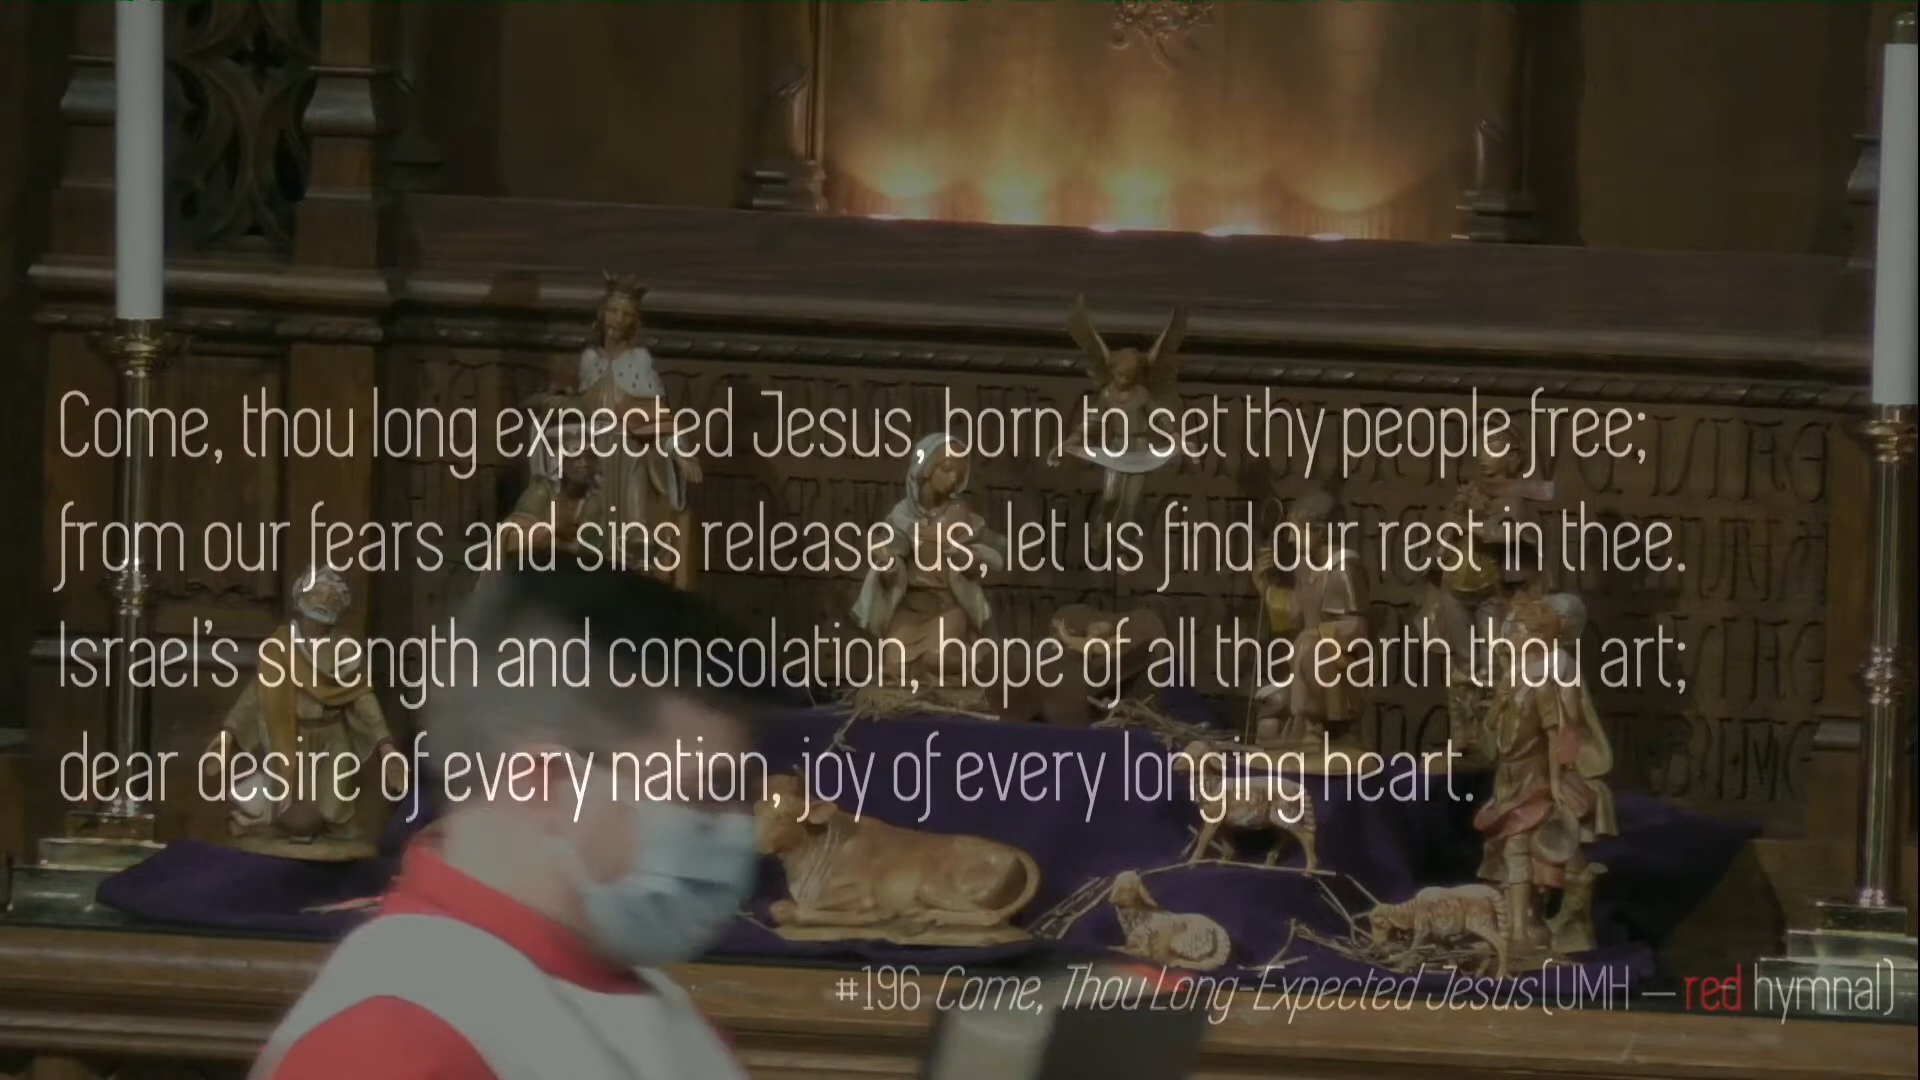 Come, thou long expected Jesus, born to set thy people free;
from our fears and sins release us, let us find our rest in thee.
Israel's strength and consolation, hope of all the earth thou art;
dear desire of every nation, joy of every longing heart.
#196 Come, Thou Long-Expected Jesus (UMH — red hymnal)